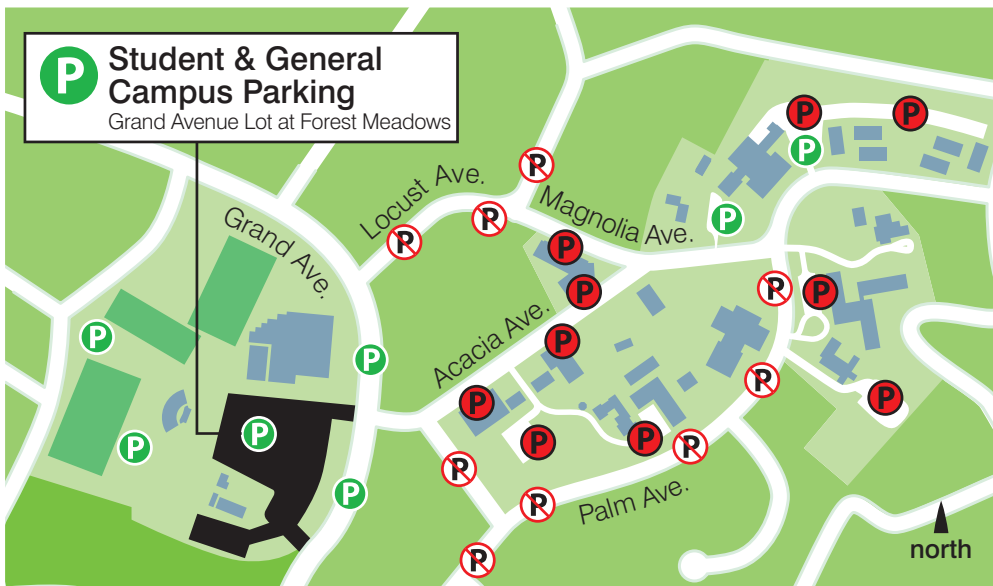 P
Student & General
Campus Parking
Grand Avenue Lot at Forest Meadows
P
P
P
P
Locust Ave.
P
P
Magnolia Ave.
P
P
Grand Ave.
P
P
P
P
P
P
P
Acacia Ave.
P
P
P
P
P
P
P
P
P
P
P
P
Palm Ave.
P
north
P